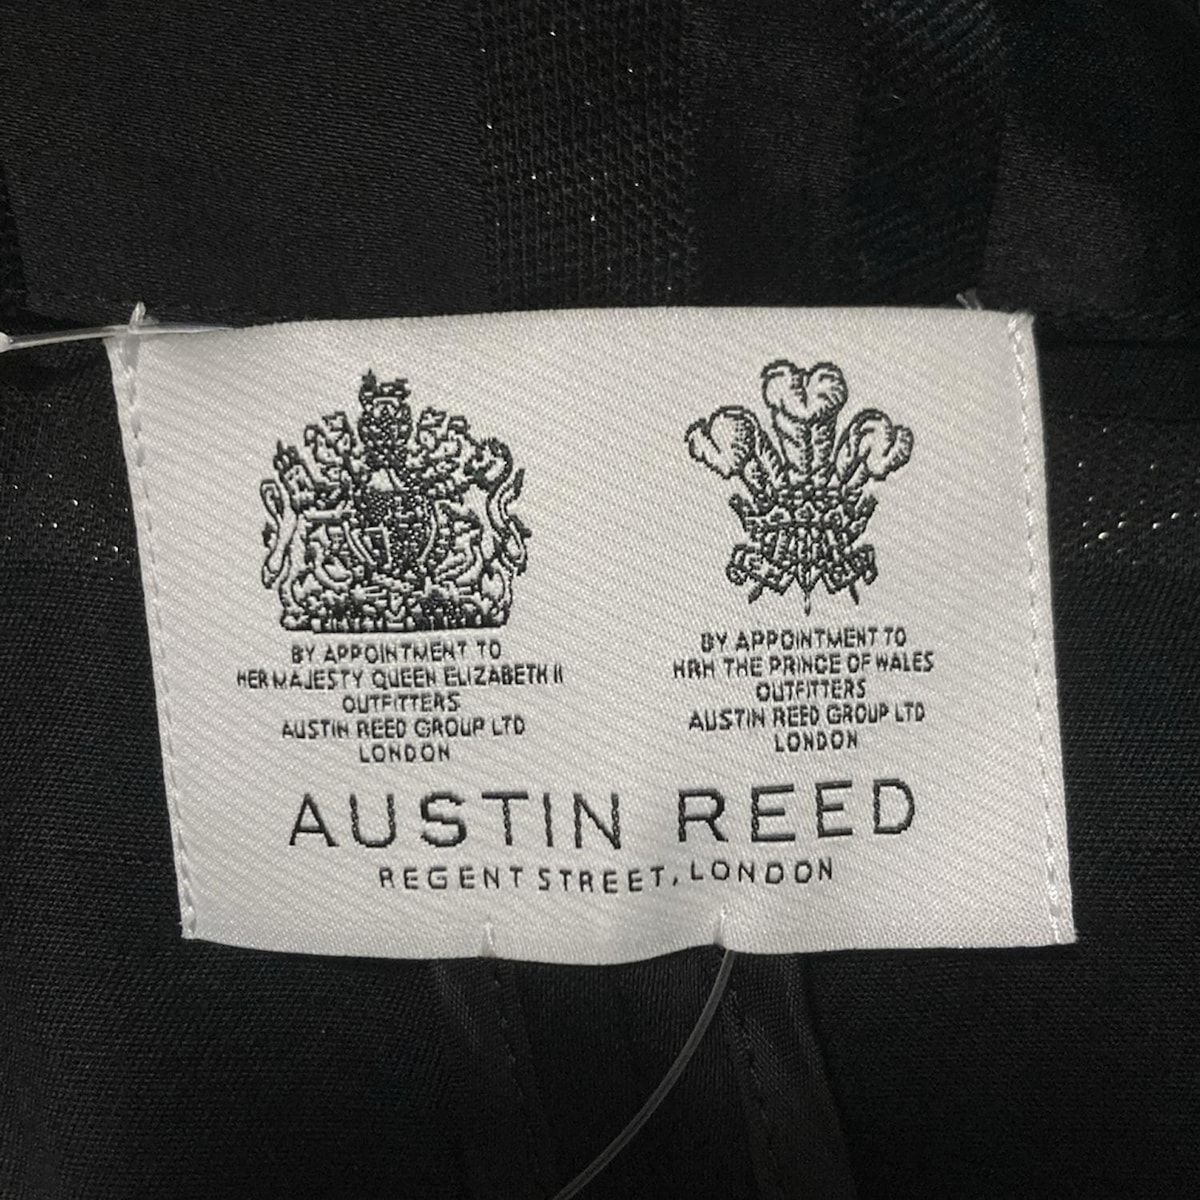 BY APPOINTMENT TO
HER MAJESTY QUEEN ELIZABETH II
OUTFITTERS
AUSTIN REED GROUP LTD
LONDON
BY APPOINTMENT TO
HRH THE PRINCE OF WALES
OUTFITTERS
AUSTIN REED GROUP LTD
LONDON
AUSTIN REED
REGENT STREET, LONDON